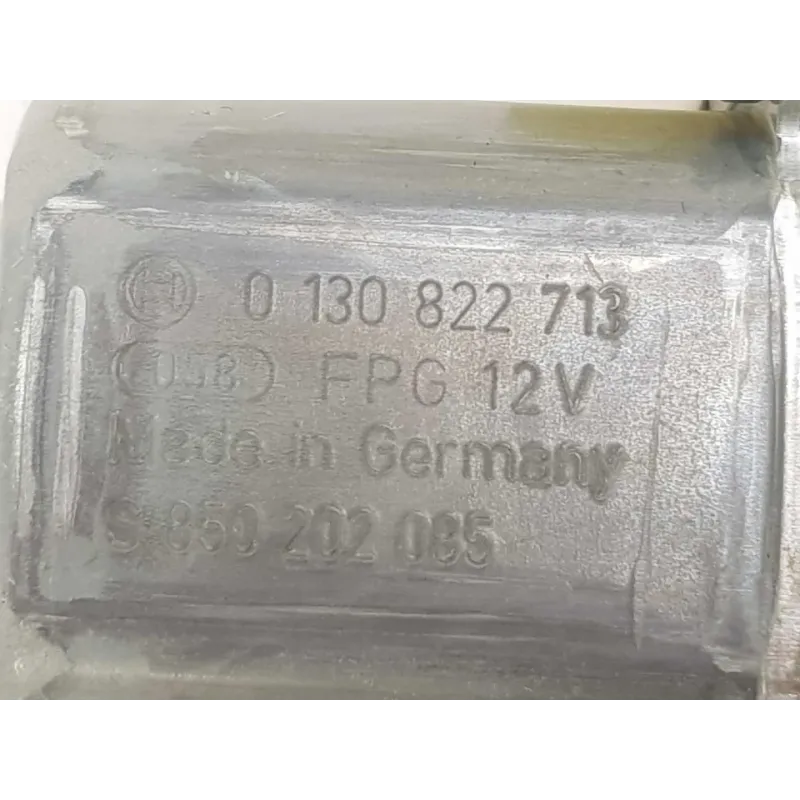 0 130 822 713
FPG 12V
Made in Germany
S 850 202 085